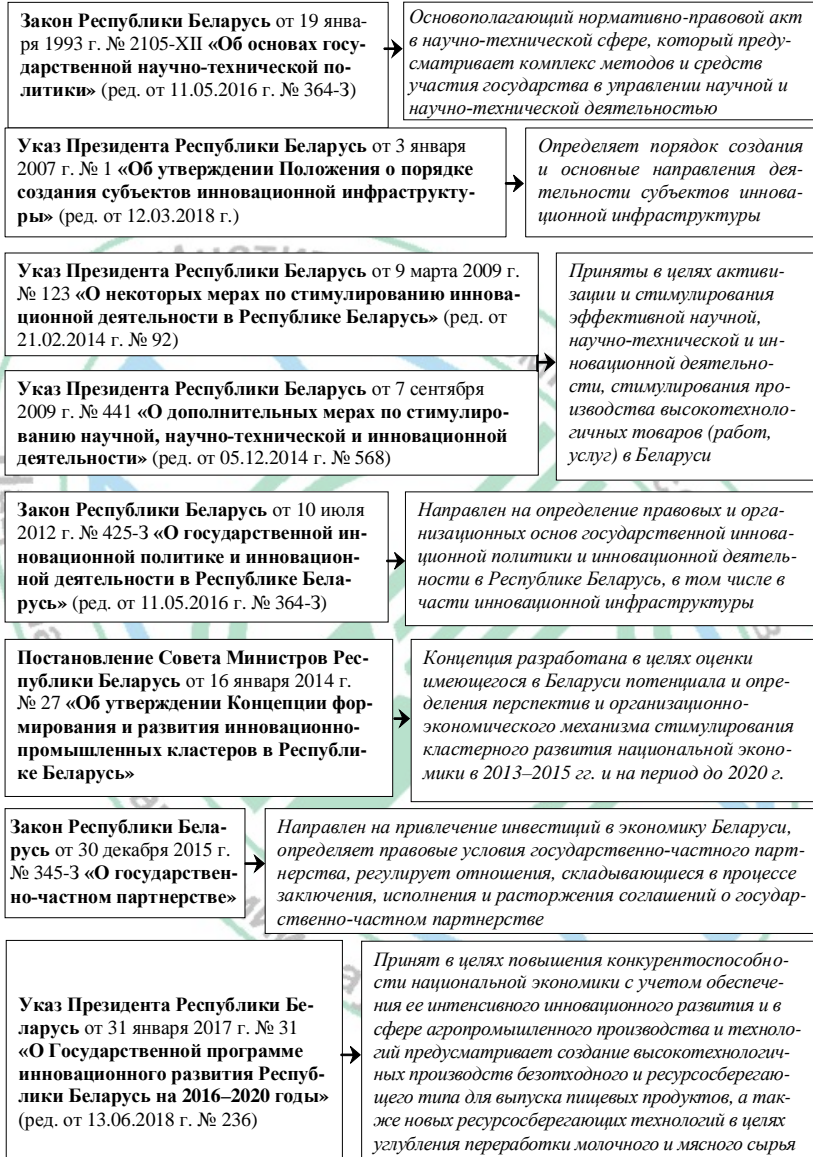 Закон Республики Беларусь от 19 янва-
ря 1993 г. № 2105-XII «Об основах госу-
дарственной научно-технической по-
литики» (ред. от 11.05.2016 г. № 364-З)
Основополагающий нормативно-правовой акт
в научно-технической сфере, который преду-
сматривает комплекс методов и средств
участия государства в управлении научной и
научно-технической деятельностью
Указ Президента Республики Беларусь от 3 января
2007 г. № 1 «Об утверждении Положения о порядке
создания субъектов инновационной инфраструкту-
ры» (ред. от 12.03.2018 г.)
Определяет порядок создания
и основные направления дея-
тельности субъектов иннова-
ционной инфраструктуры
Указ Президента Республики Беларусь от 9 марта 2009 г.
№ 123 «О некоторых мерах по стимулированию иннова-
ционной деятельности в Республике Беларусь» (ред. от
21.02.2014 г. № 92)
Указ Президента Республики Беларусь от 7 сентября
2009 г. № 441 «О дополнительных мерах по стимулиро-
ванию научной, научно-технической и инновационной
деятельности» (ред. от 05.12.2014 г. № 568)
Приняты в целях активи-
зации и стимулирования
эффективной научной,
научно-технической и ин-
новационной деятельно-
сти, стимулирования про-
изводства высокотехноло-
гичных товаров (работ,
услуг) в Беларуси
Закон Республики Беларусь от 10 июля
2012 г. № 425-З «О государственной ин-
новационной политике и инновацион-
ной деятельности в Республике Бела-
русь» (ред. от 11.05.2016 г. № 364-З)
Направлен на определение правовых и орга-
низационных основ государственной иннова-
ционной политики и инновационной деятель-
ности в Республике Беларусь, в том числе в
части инновационной инфраструктуры
Постановление Совета Министров Рес-
публики Беларусь от 16 января 2014 г.
№ 27 «Об утверждении Концепции фор-
мирования и развития инновационно-
промышленных кластеров в Республи-
ке Беларусь»
Концепция разработана в целях оценки
имеющегося в Беларуси потенциала и опре-
деления перспектив и организационно-
экономического механизма стимулирования
кластерного развития национальной эконо-
мики в 2013–2015 гг. и на период до 2020 г.
Закон Республики Бела-
русь от 30 декабря 2015 г.
№ 345-З «О государствен-
но-частном партнерстве»
Направлен на привлечение инвестиций в экономику Беларуси,
определяет правовые условия государственно-частного парт-
нерства, регулирует отношения, складывающиеся в процессе
заключения, исполнения и расторжения соглашений о государ-
ственно-частном партнерстве
Указ Президента Республики Бе-
ларусь от 31 января 2017 г. № 31
«О Государственной программе
инновационного развития Респуб-
лики Беларусь на 2016–2020 годы»
(ред. от 13.06.2018 г. № 236)
Принят в целях повышения конкурентоспособно-
сти национальной экономики с учетом обеспече-
ния ее интенсивного инновационного развития и в
сфере агропромышленного производства и техноло-
гий предусматривает создание высокотехнологич-
ных производств безотходного и ресурсосберегаю-
щего типа для выпуска пищевых продуктов, а так-
же новых ресурсосберегающих технологий в целях
углубления переработки молочного и мясного сырья